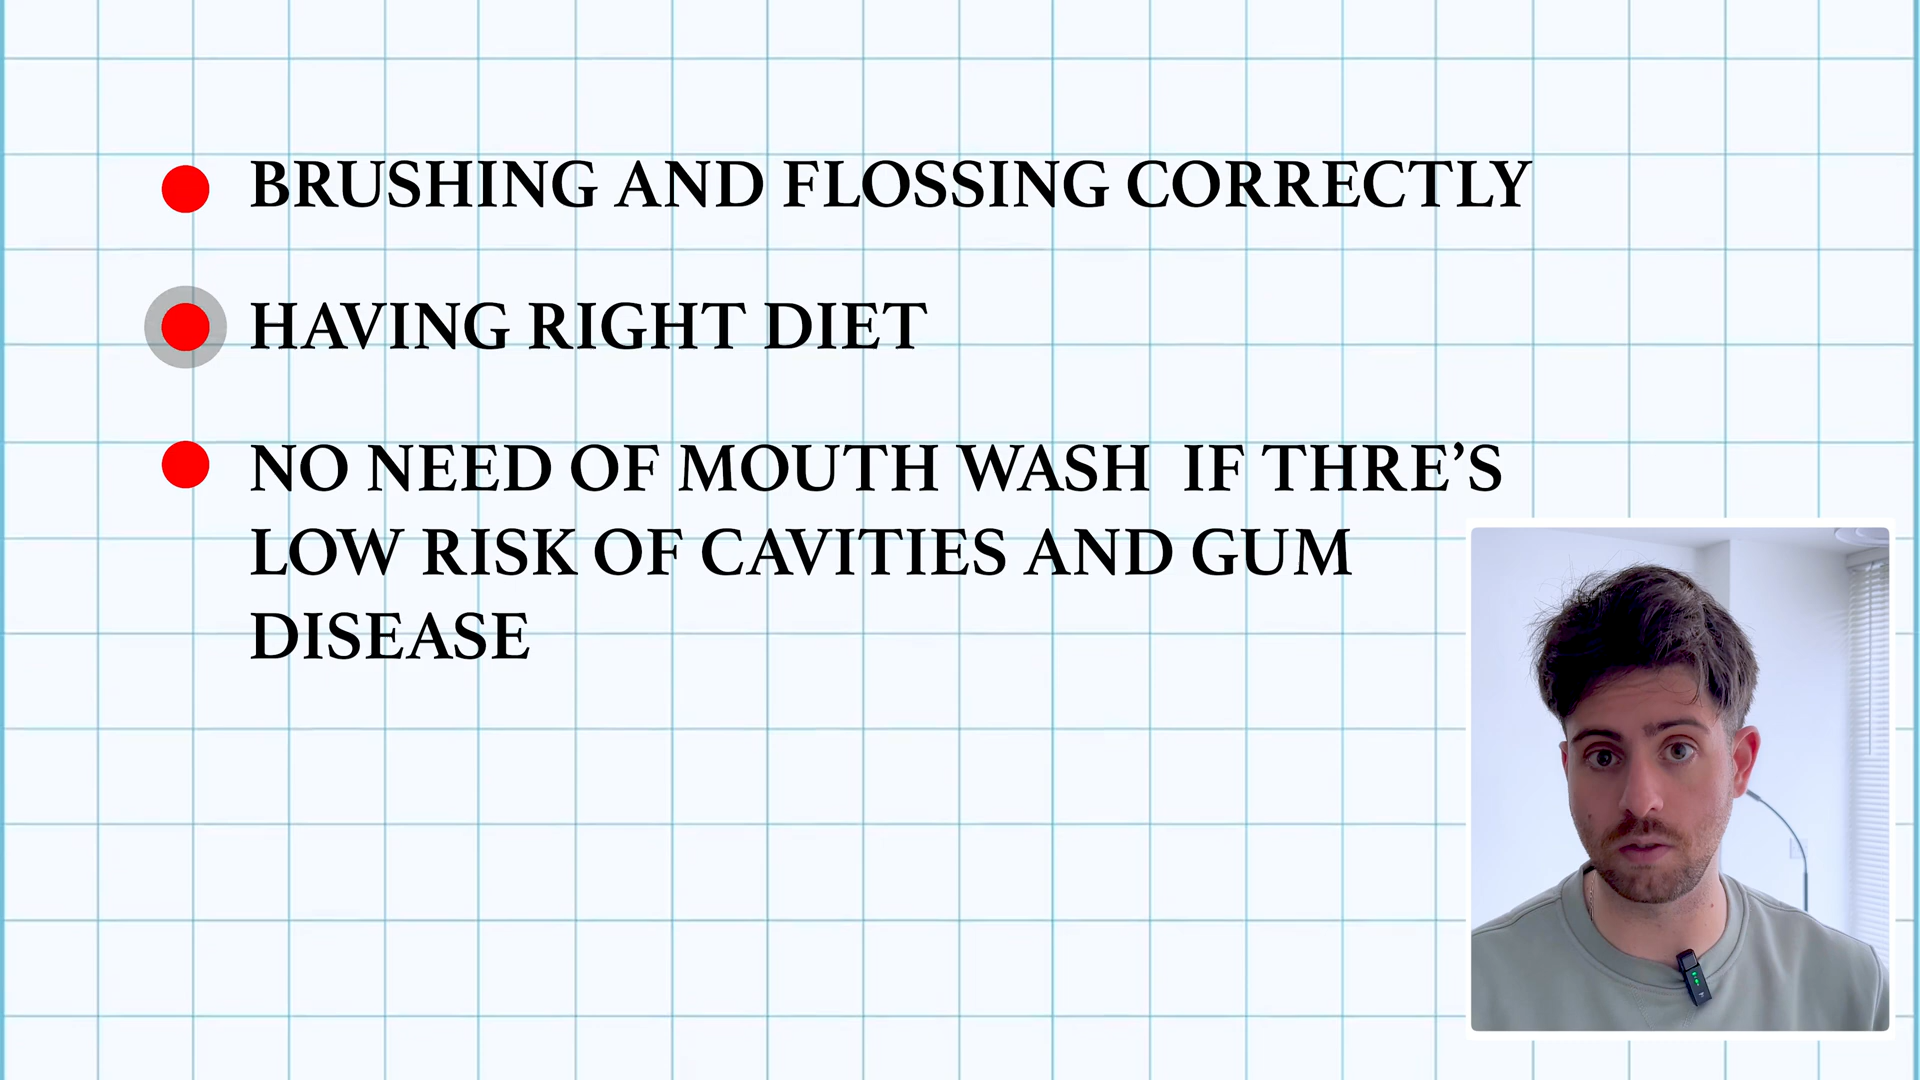 BRUSHING AND FLOSSING CORRECTLY
HAVING RIGHT DIET
NO NEED OF MOUTH WASH  IF THRE’S
LOW RISK OF CAVITIES AND GUM
DISEASE